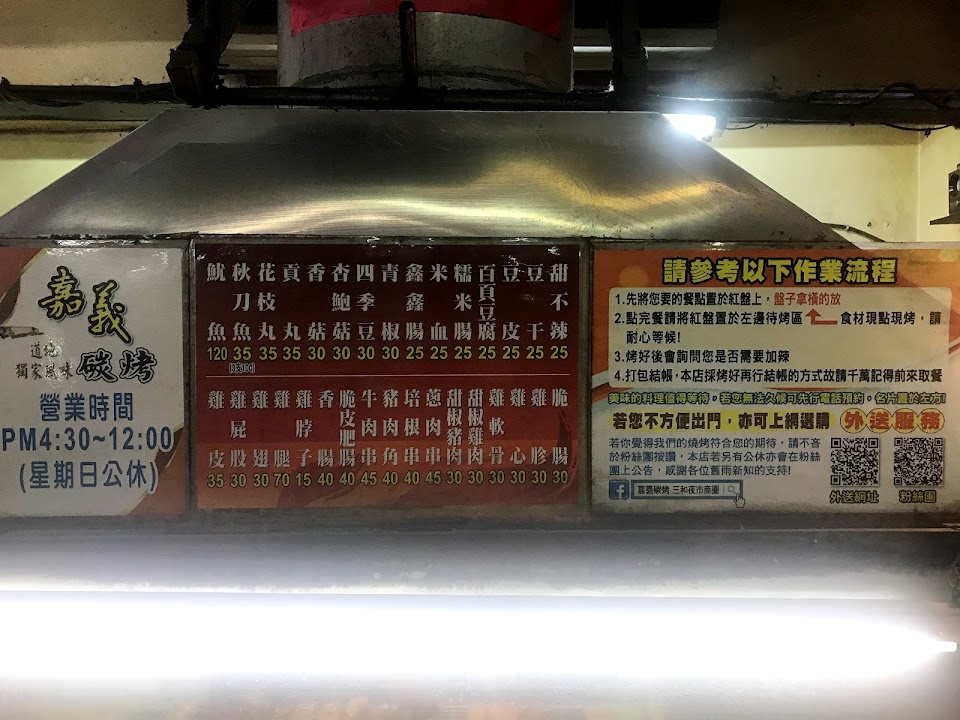 嘉義
道地
獨家風味
碳烤
營業時間
PM4:30~12:00
(星期日公休)
魷魚 120
秋刀魚 35
花枝丸 35
貢丸 35
香菇 30
杏鮑菇 30
四季豆 30
青椒 30
鑫鑫腸 25
米血 25
糯米腸 25
百頁豆腐 25
豆皮 25
豆干 25
甜不辣 25
雞皮 35
雞屁股 30
雞翅 30
雞腿 70
雞脖子 15
香腸 40
脆皮肥腸 40
牛肉串 45
豬肉角 40
培根串 40
蔥肉串 45
甜椒豬肉 30
甜椒雞肉 30
雞軟骨 30
雞心 30
雞胗 30
脆腸 30
請參考以下作業流程
1.先將您要的餐點置於紅盤上，盤子拿橫的放
2.點完餐請將紅盤置於左邊待烤區 食材現點現烤，請
耐心等候!
3.烤好後會詢問您是否需要加辣
4.打包結帳，本店採烤好再行結帳的方式故請千萬記得前來取餐
美味的料理值得等待，若您無法久候可先行電話預約，名片置於左方!
若您不方便出門，亦可上網選購 外送服務
若你覺得我們的燒烤符合您的期待，請不吝
於粉絲團按讚，本店若另有公休亦會在粉絲
團上公告，感謝各位舊雨新知的支持!
f 嘉義碳烤 三和夜市商圈
外送網址 粉絲團